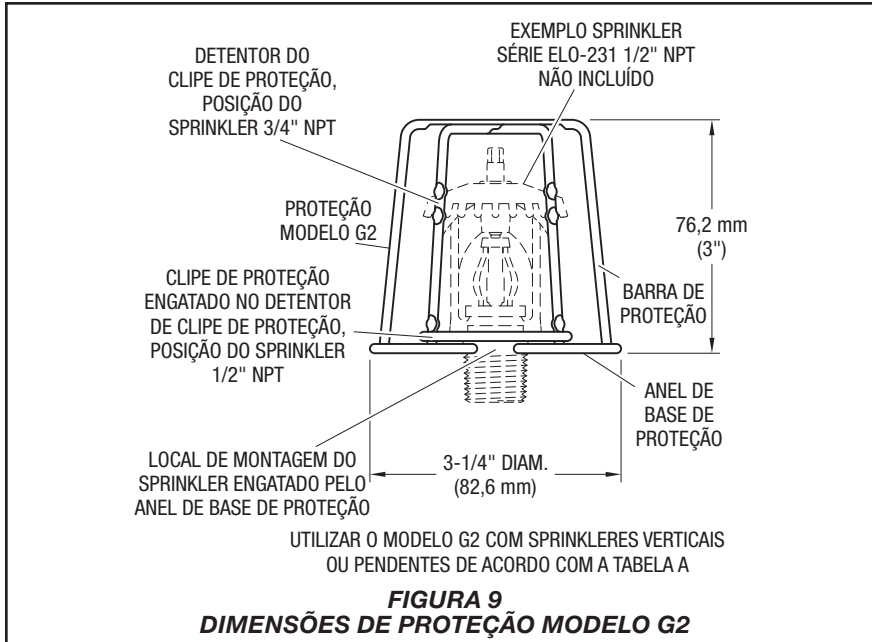 DETENTOR DO
CLIPE DE PROTEÇÃO,
POSIÇÃO DO
SPRINKLER 3/4" NPT
EXEMPLO SPRINKLER
SÉRIE ELO-231 1/2" NPT
NÃO INCLUÍDO
PROTEÇÃO
MODELO G2
76,2 mm
(3")
CLIPE DE PROTEÇÃO
ENGATADO NO DETENTOR
DE CLIPE DE PROTEÇÃO,
POSIÇÃO DO SPRINKLER
1/2" NPT
BARRA DE
PROTEÇÃO
ANEL DE
BASE DE
PROTEÇÃO
LOCAL DE MONTAGEM DO
SPRINKLER ENGATADO PELO
ANEL DE BASE DE PROTEÇÃO
3-1/4" DIAM.
(82,6 mm)
UTILIZAR O MODELO G2 COM SPRINKLERES VERTICAIS
OU PENDENTES DE ACORDO COM A TABELA A
FIGURA 9
DIMENSÕES DE PROTEÇÃO MODELO G2